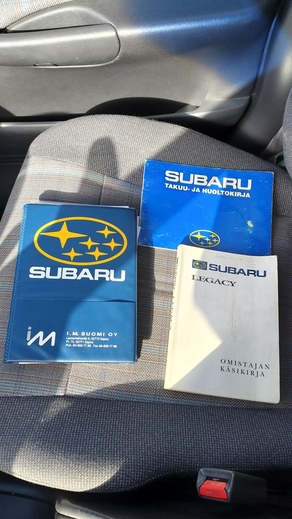 SUBARU
TAKUU- JA HUOLTOKIRJA
SUBARU
I.M. SUOMI OY
SUBARU
LEGACY
OMISTAJAN
KÄSIKIRJA